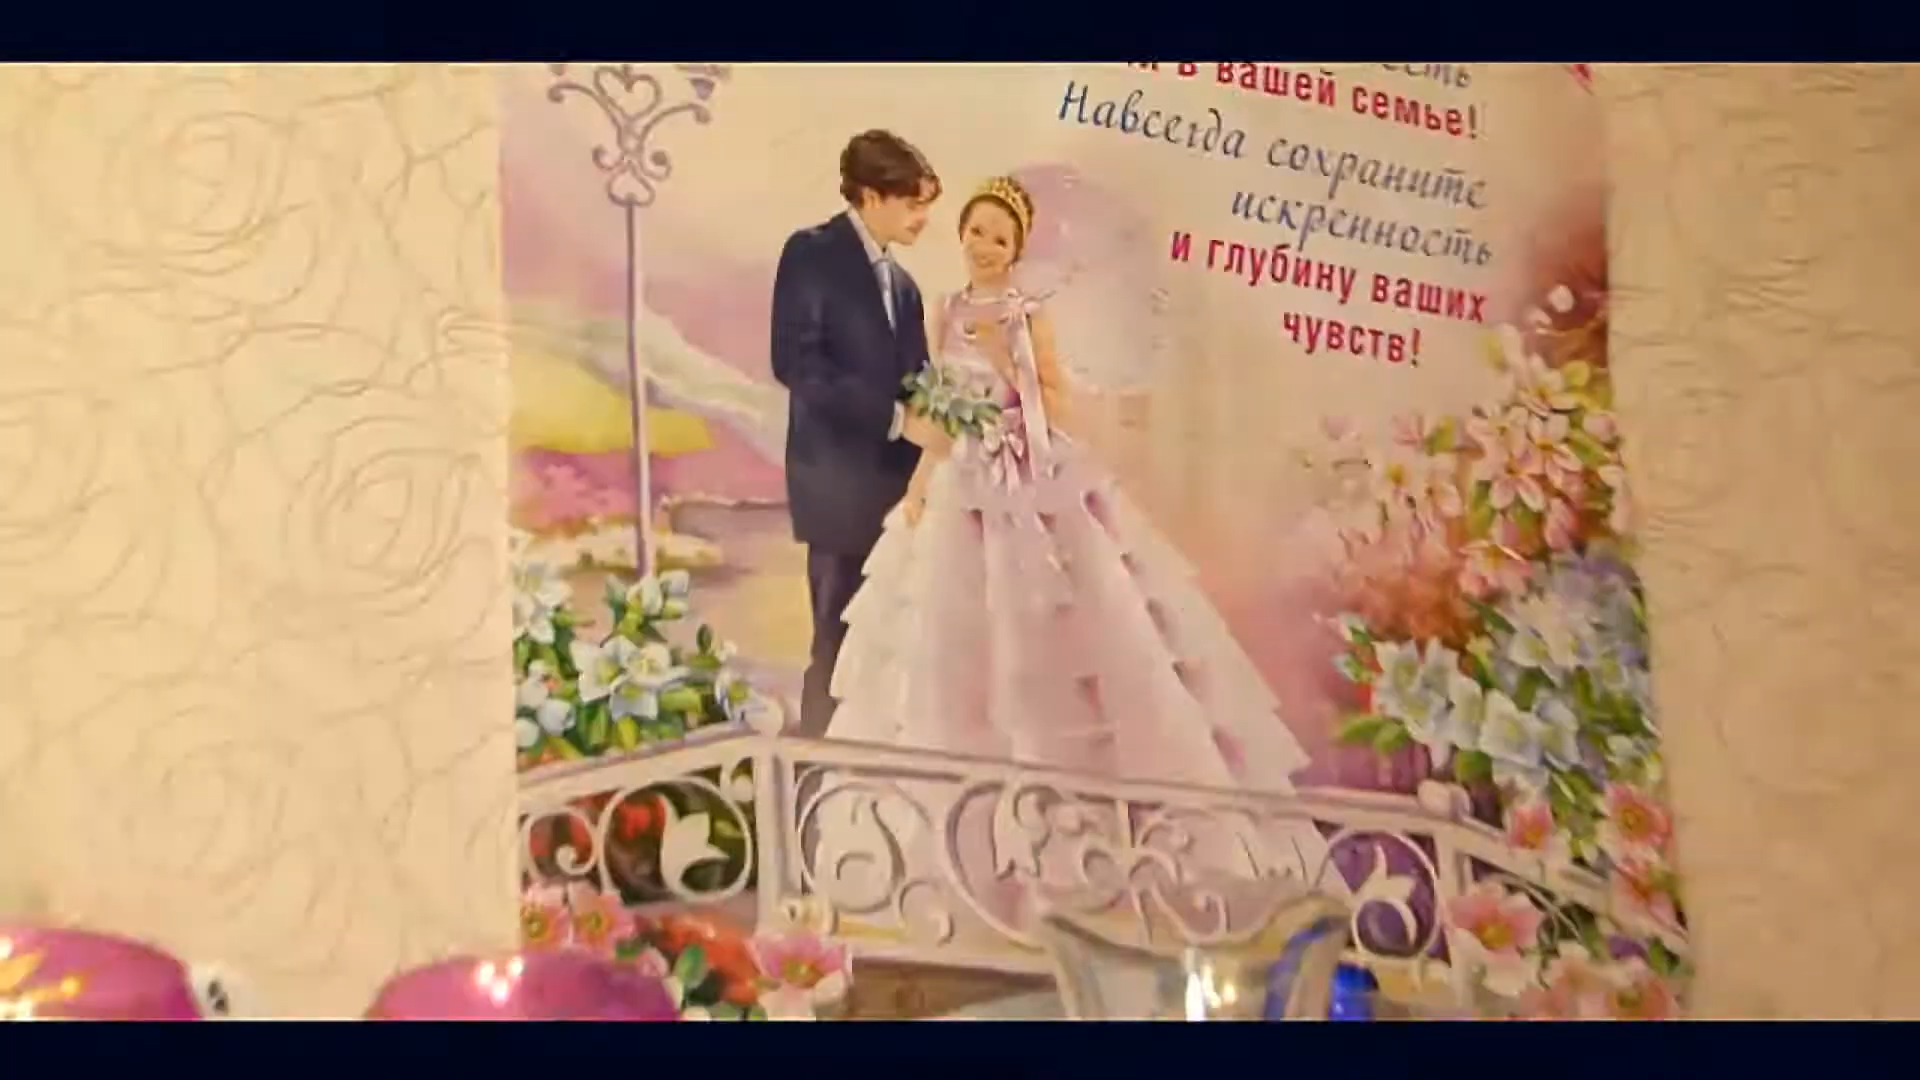 в вашей семье!
Навсегда сохраните
искренность
и глубину ваших
чувств!